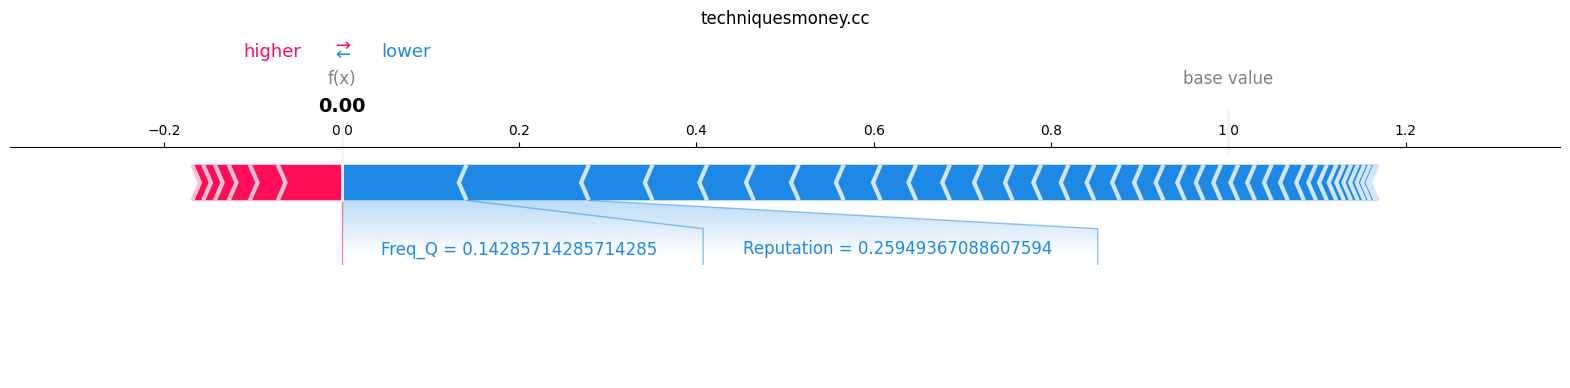 techniquesmoney.cc
higher ⇄ lower
f(x) base value
0.00
−0.2 0 0 0.2 0.4 0.6 0.8 1 0 1.2
Freq_Q = 0.14285714285714285 Reputation = 0.25949367088607594